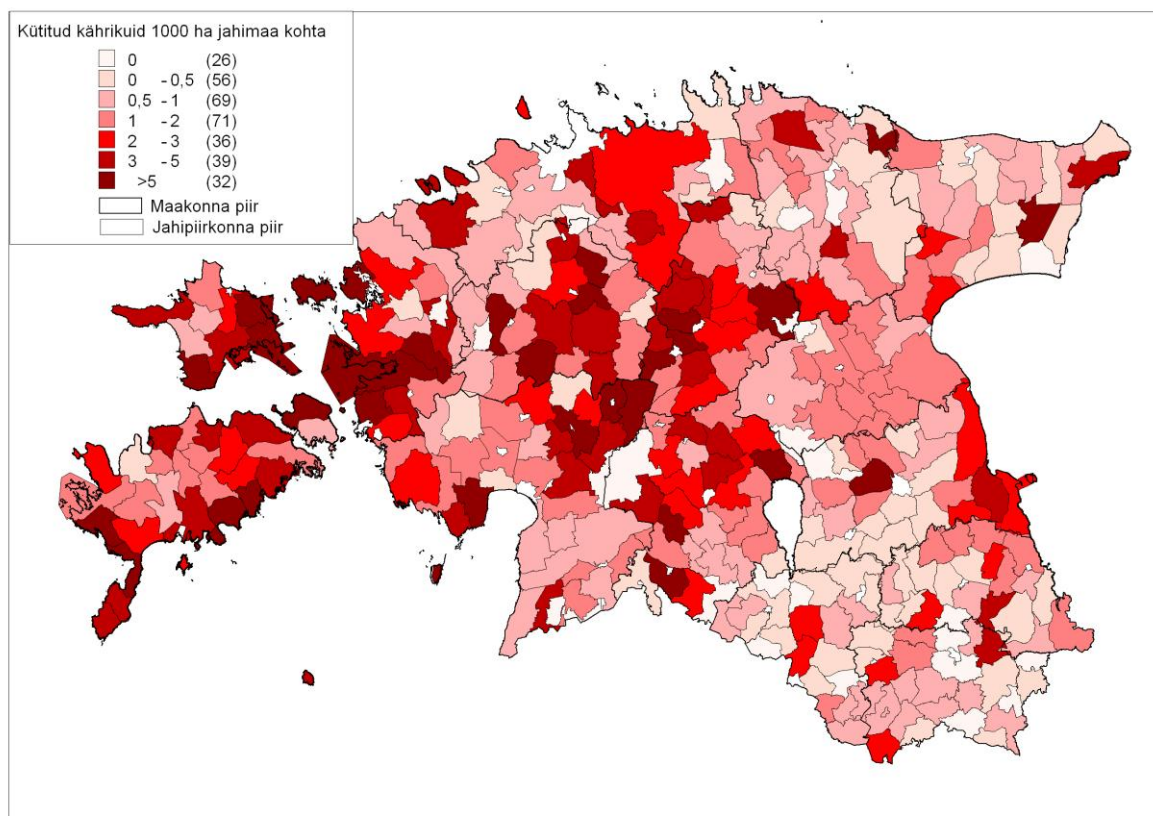 Kütitud kährikuid 1000 ha jahimaa kohta
0 (26)
0 - 0,5 (56)
0,5 - 1 (69)
1 - 2 (71)
2 - 3 (36)
3 - 5 (39)
>5 (32)
Maakonna piir
Jahipiirkonna piir